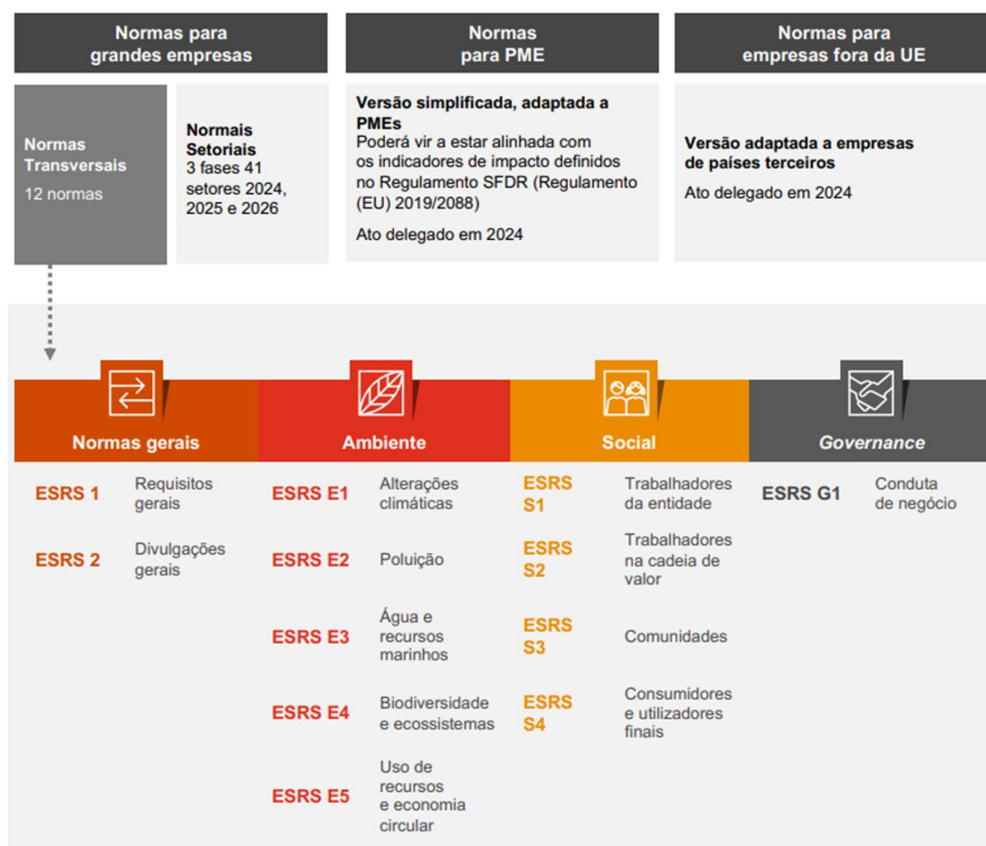 Normas para
grandes empresas
Normas
para PME
Normas para
empresas fora da UE
Normas
Transversais
12 normas
Normais
Setoriais
3 fases 41
setores 2024,
2025 e 2026
Versão simplificada, adaptada a
PMEs
Poderá vir a estar alinhada com
os indicadores de impacto definidos
no Regulamento SFDR (Regulamento
(EU) 2019/2088)
Ato delegado em 2024
Versão adaptada a empresas
de países terceiros
Ato delegado em 2024
Normas gerais
Ambiente
Social
Governance
ESRS 1
Requisitos
gerais
ESRS 2
Divulgações
gerais
ESRS E1
Alterações
climáticas
ESRS E2
Poluição
ESRS E3
Água e
recursos
marinhos
ESRS E4
Biodiversidade
e ecossistemas
ESRS E5
Uso de
recursos
e economia
circular
ESRS
S1
Trabalhadores
da entidade
ESRS
S2
Trabalhadores
na cadeia de
valor
ESRS
S3
Comunidades
ESRS
S4
Consumidores
e utilizadores
finais
ESRS G1
Conduta
de negócio